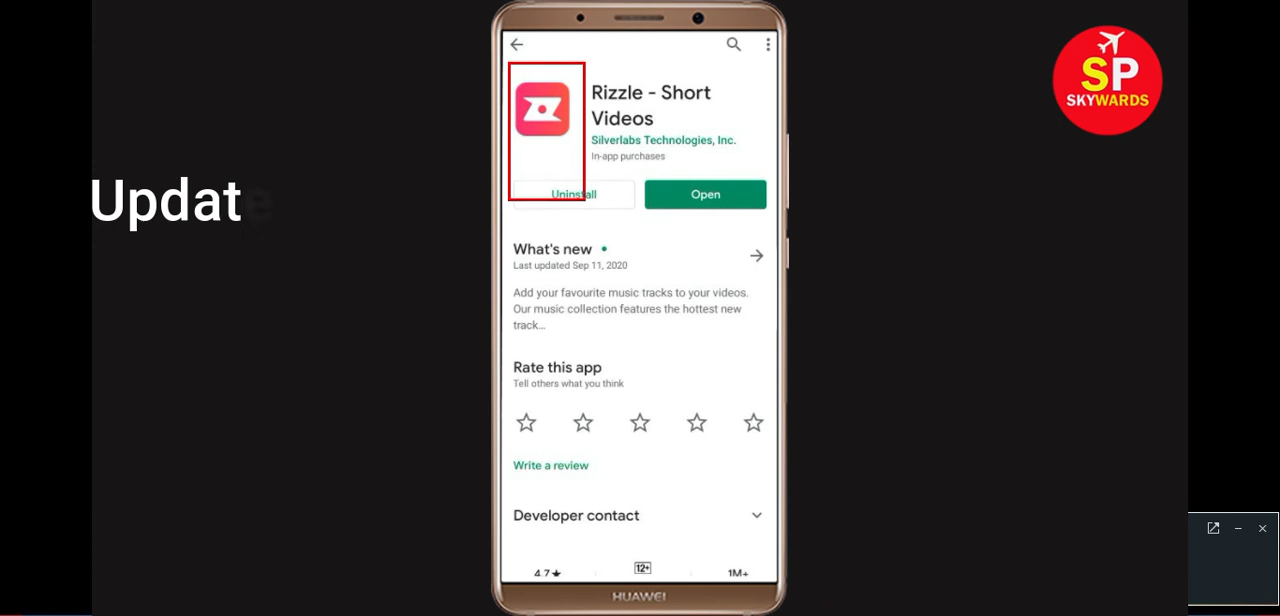 SP
SKYWARDS
Update
Rizzle - Short
Videos
Silverlabs Technologies, Inc.
In-app purchases
Uninstall
Open
What's new
Last updated Sep 11, 2020
Add your favourite music tracks to your videos.
Our music collection features the hottest new
track...
Rate this app
Tell others what you think
Write a review
Developer contact
4.7★
12+
1M+
HUAWEI